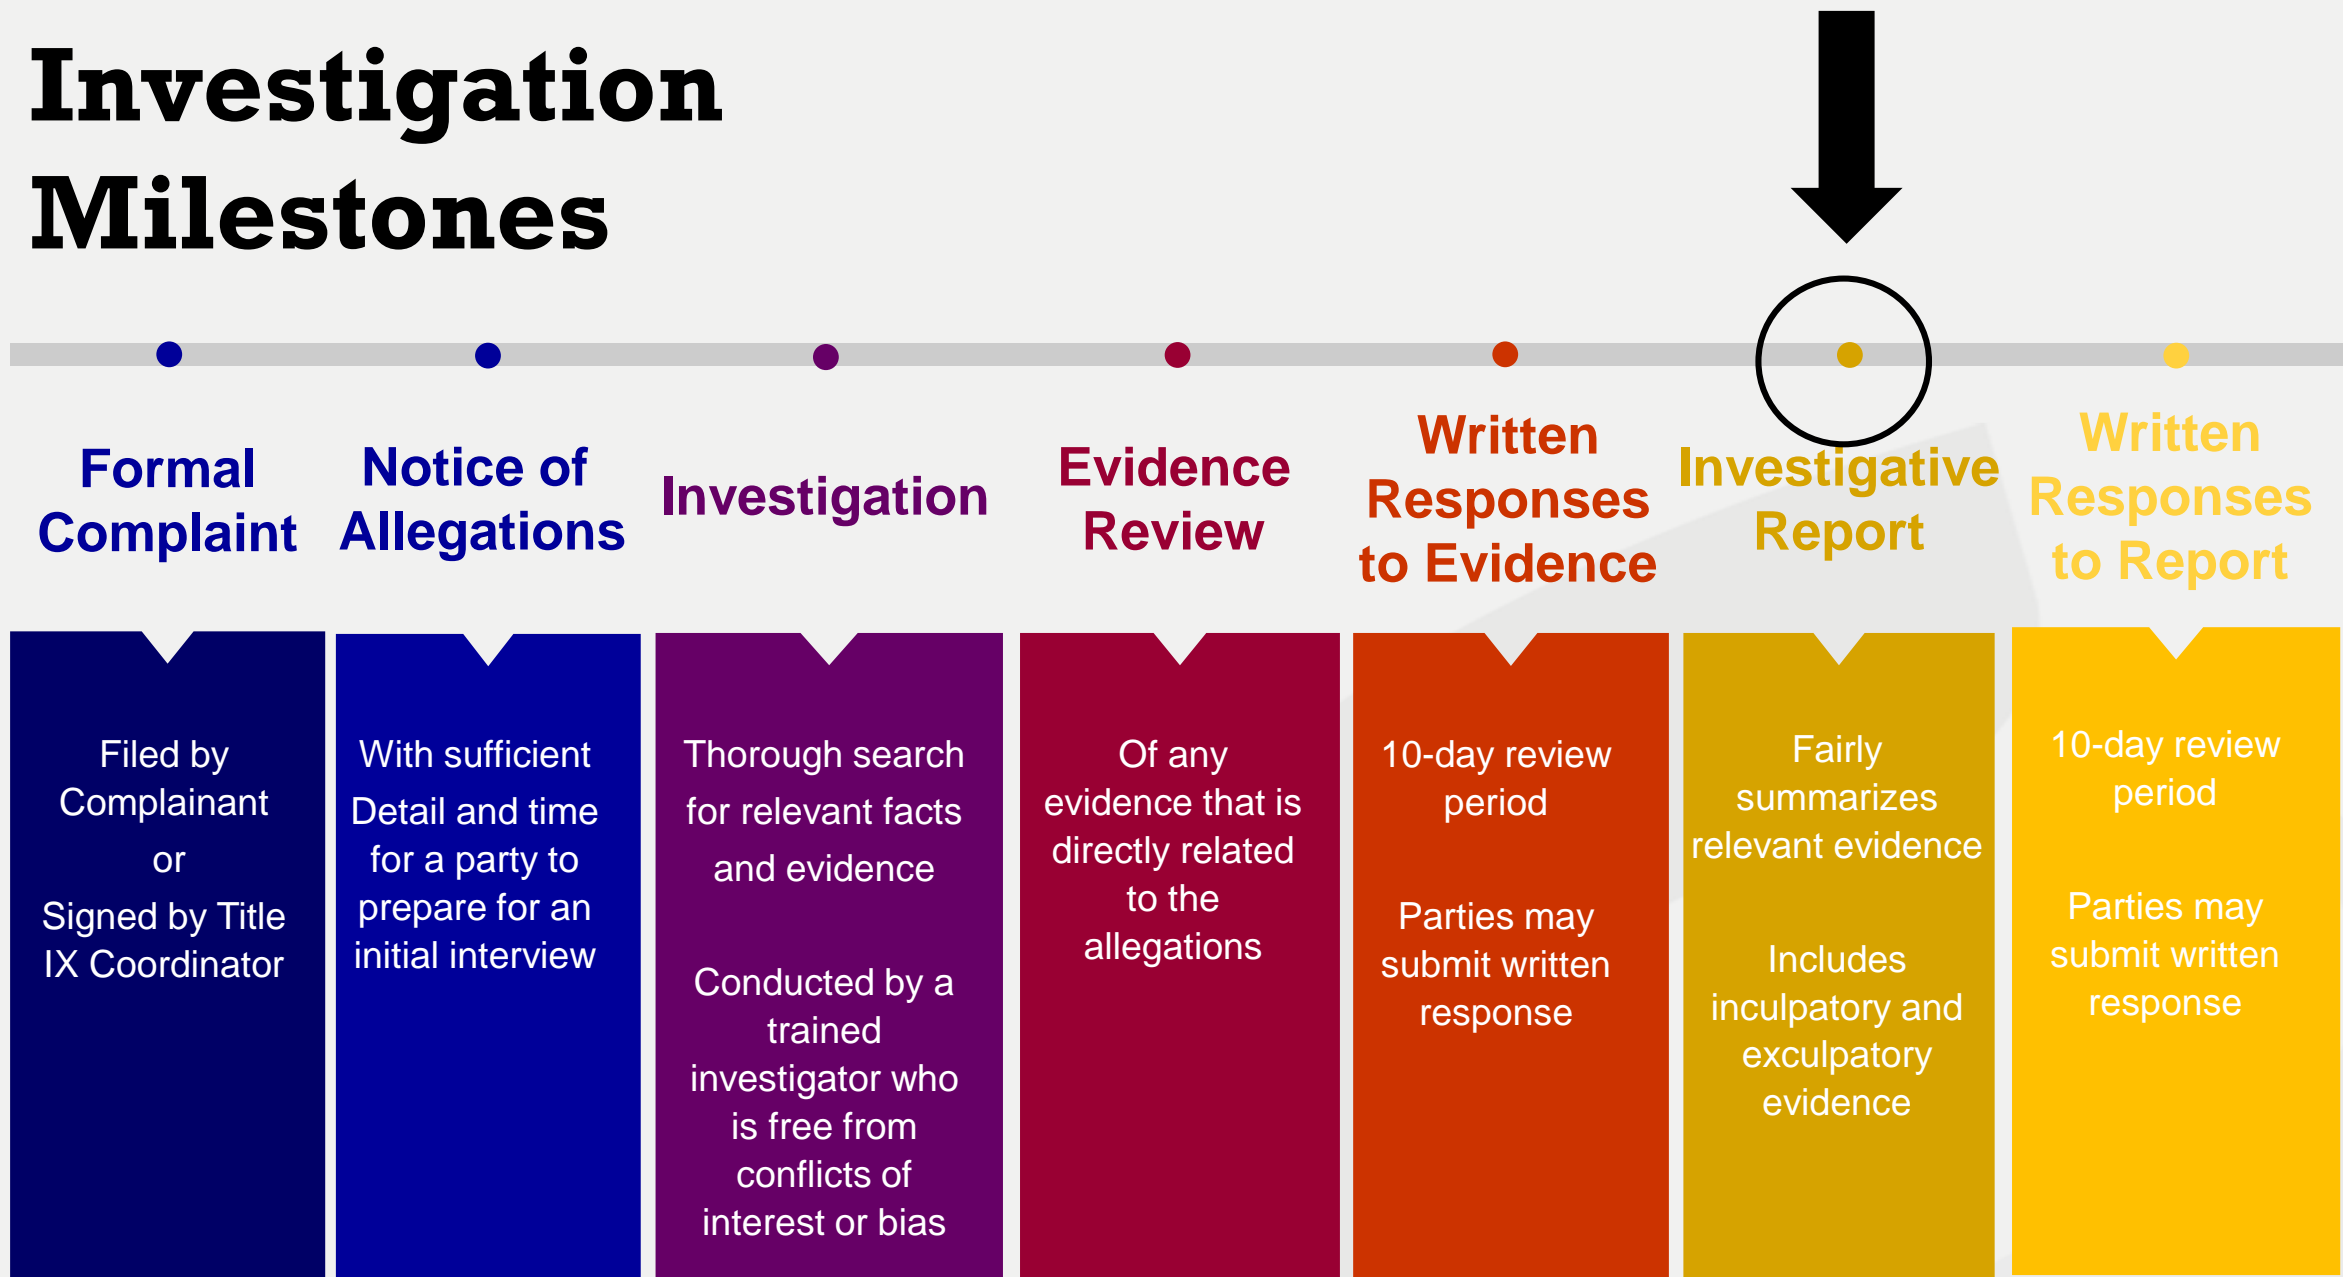 Investigation
Milestones
Formal
Complaint
Notice of
Allegations
Investigation
Evidence
Review
Written
Responses
to Evidence
Investigative
Report
Written
Responses
to Report
Filed by
Complainant
or
Signed by Title
IX Coordinator
With sufficient
Detail and time
for a party to
prepare for an
initial interview
Thorough search
for relevant facts
and evidence
Conducted by a
trained
investigator who
is free from
conflicts of
interest or bias
Of any
evidence that is
directly related
to the
allegations
10-day review
period
Parties may
submit written
response
Fairly
summarizes
relevant evidence
Includes
inculpatory and
exculpatory
evidence
10-day review
period
Parties may
submit written
response